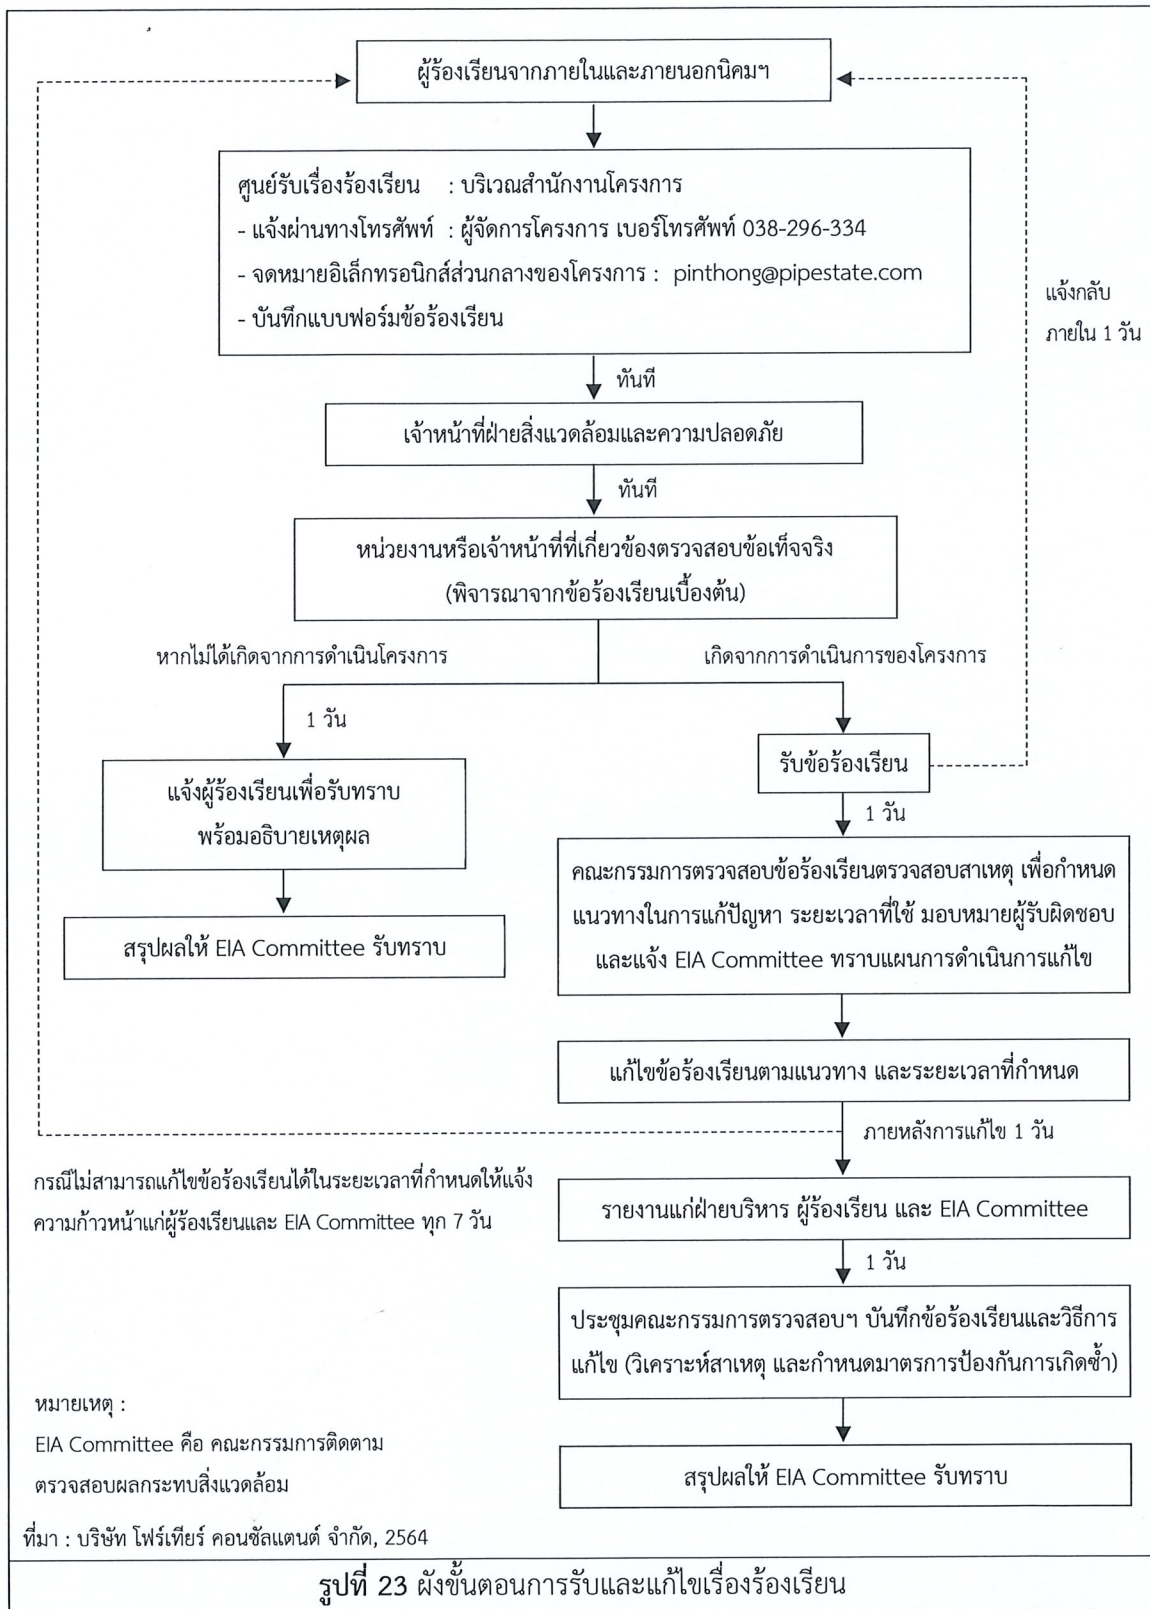 ผู้ร้องเรียนจากภายในและภายนอกนิคมฯ
ศูนย์รับเรื่องร้องเรียน : บริเวณสำนักงานโครงการ
- แจ้งผ่านทางโทรศัพท์ : ผู้จัดการโครงการ เบอร์โทรศัพท์ 038-296-334
- จดหมายอิเล็กทรอนิกส์ส่วนกลางของโครงการ : pinthong@pipestate.com
- บันทึกแบบฟอร์มข้อร้องเรียน
แจ้งกลับ
ภายใน 1 วัน
ทันที
เจ้าหน้าที่ฝ่ายสิ่งแวดล้อมและความปลอดภัย
ทันที
หน่วยงานหรือเจ้าหน้าที่ที่เกี่ยวข้องตรวจสอบข้อเท็จจริง
(พิจารณาจากข้อร้องเรียนเบื้องต้น)
หากไม่ได้เกิดจากการดำเนินโครงการ
เกิดจากการดำเนินการของโครงการ
1 วัน
แจ้งผู้ร้องเรียนเพื่อรับทราบ
พร้อมอธิบายเหตุผล
สรุปผลให้ EIA Committee รับทราบ
รับข้อร้องเรียน
1 วัน
คณะกรรมการตรวจสอบข้อร้องเรียนตรวจสอบสาเหตุ เพื่อกำหนด
แนวทางในการแก้ปัญหา ระยะเวลาที่ใช้ มอบหมายผู้รับผิดชอบ
และแจ้ง EIA Committee ทราบแผนการดำเนินการแก้ไข
แก้ไขข้อร้องเรียนตามแนวทาง และระยะเวลาที่กำหนด
ภายหลังการแก้ไข 1 วัน
กรณีไม่สามารถแก้ไขข้อร้องเรียนได้ในระยะเวลาที่กำหนดให้แจ้ง
ความก้าวหน้าแก่ผู้ร้องเรียนและ EIA Committee ทุก 7 วัน
รายงานแก่ฝ่ายบริหาร ผู้ร้องเรียน และ EIA Committee
1 วัน
ประชุมคณะกรรมการตรวจสอบฯ บันทึกข้อร้องเรียนและวิธีการ
แก้ไข (วิเคราะห์สาเหตุ และกำหนดมาตรการป้องกันการเกิดซ้ำ)
สรุปผลให้ EIA Committee รับทราบ
หมายเหตุ :
EIA Committee คือ คณะกรรมการติดตาม
ตรวจสอบผลกระทบสิ่งแวดล้อม
ที่มา : บริษัท โฟร์เทียร์ คอนซัลแตนต์ จำกัด, 2564
รูปที่ 23 ผังขั้นตอนการรับและแก้ไขเรื่องร้องเรียน